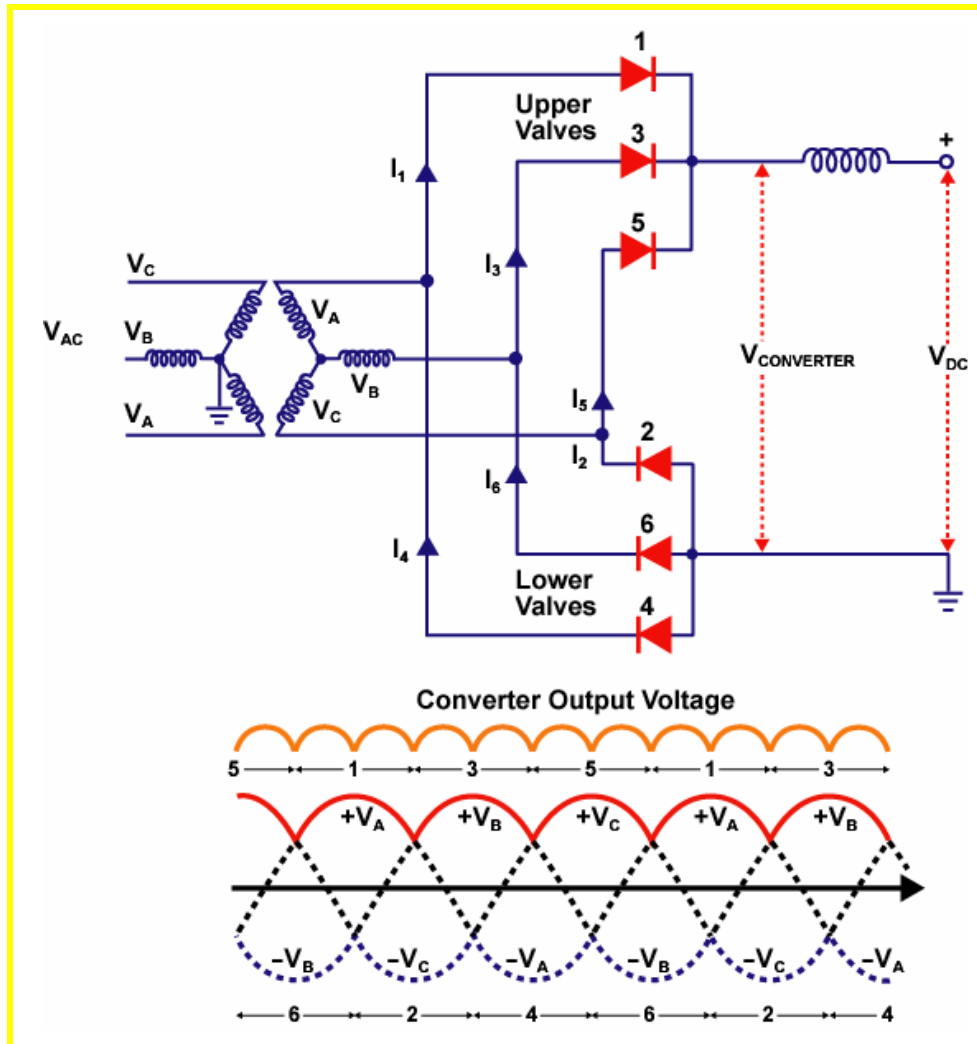 1
Upper
Valves
3
+
I1
5
I3
VC
VA
VAC
VB
VB
VCONVERTER
VDC
VA
VC
I5
I2
2
I6
6
I4
Lower
Valves
4
Converter Output Voltage
5 1 3 5 1 3
+VA +VB +VC +VA +VB
–VB –VC –VA –VB –VC –VA
6 2 4 6 2 4